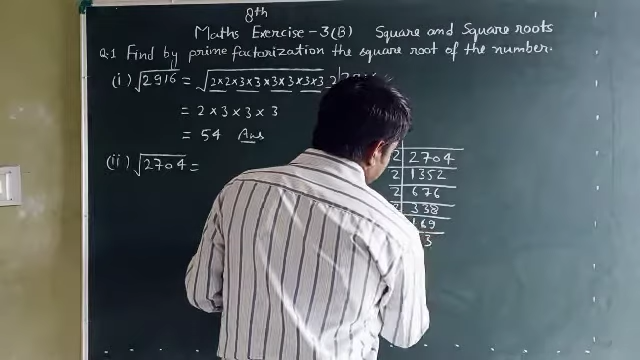 8th
Maths Exercise - 3(B) Square and Square roots
Q.1 Find by prime factorization the square root of the number.
(i) √2916 = √2×2×3×3×3×3×3×3 2
= 2×3×3×3
= 54 Ans
(ii) √2704 =
2 2704
2 1352
2 676
2 338
169
3